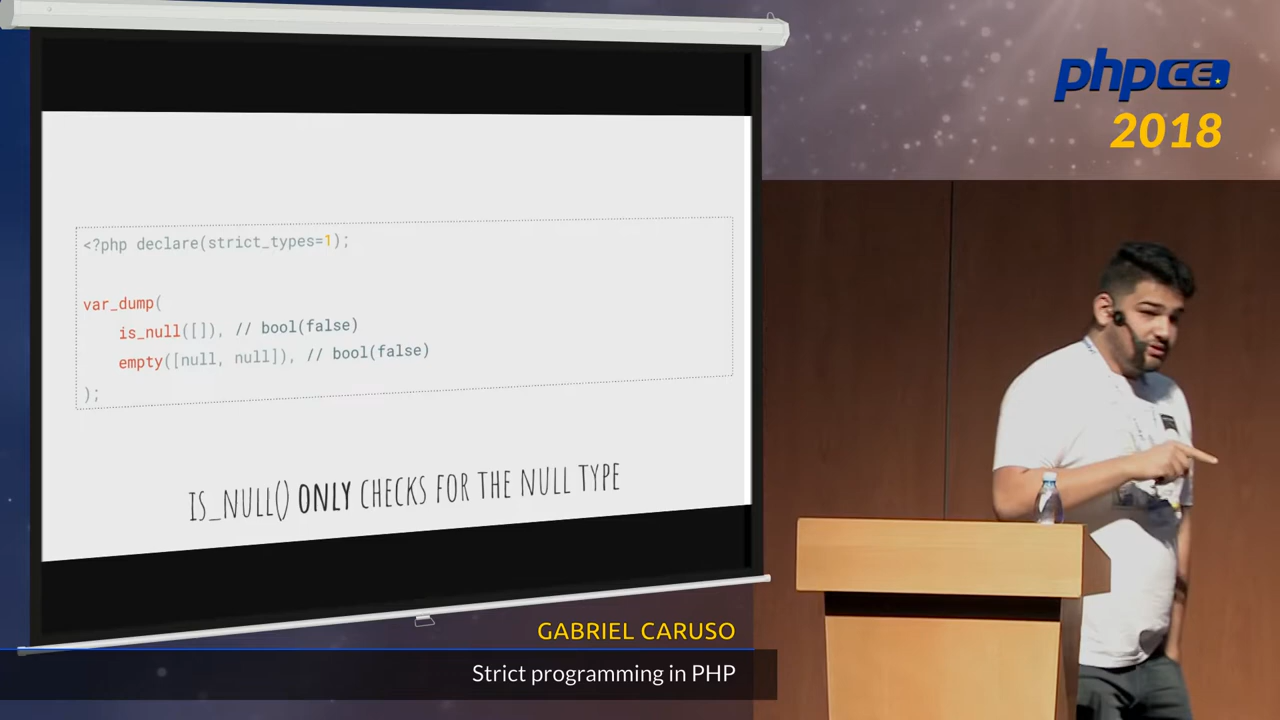 phpCE.
2018
<?php declare(strict_types=1);
var_dump(
is_null([]), // bool(false)
empty([null, null]), // bool(false)
);
IS_NULL() ONLY CHECKS FOR THE NULL TYPE
GABRIEL CARUSO
Strict programming in PHP